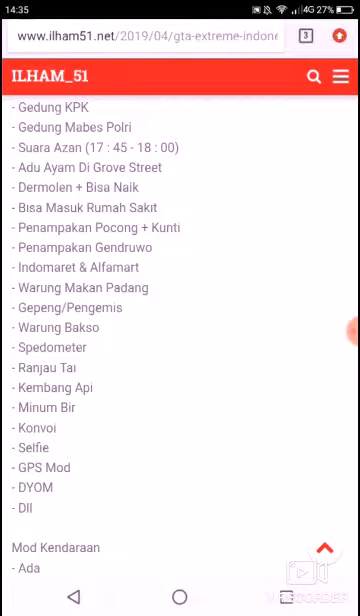 14:35
4G 27%
www.ilham51.net/2019/04/gta-extreme-indone
3
ILHAM_51
- Gedung KPK
- Gedung Mabes Polri
- Suara Azan (17 : 45 - 18 : 00)
- Adu Ayam Di Grove Street
- Dermolen + Bisa Naik
- Bisa Masuk Rumah Sakit
- Penampakan Pocong + Kunti
- Penampakan Gendruwo
- Indomaret & Alfamart
- Warung Makan Padang
- Gepeng/Pengemis
- Warung Bakso
- Spedometer
- Ranjau Tai
- Kembang Api
- Minum Bir
- Konvoi
- Selfie
- GPS Mod
- DYOM
- Dll
Mod Kendaraan
- Ada